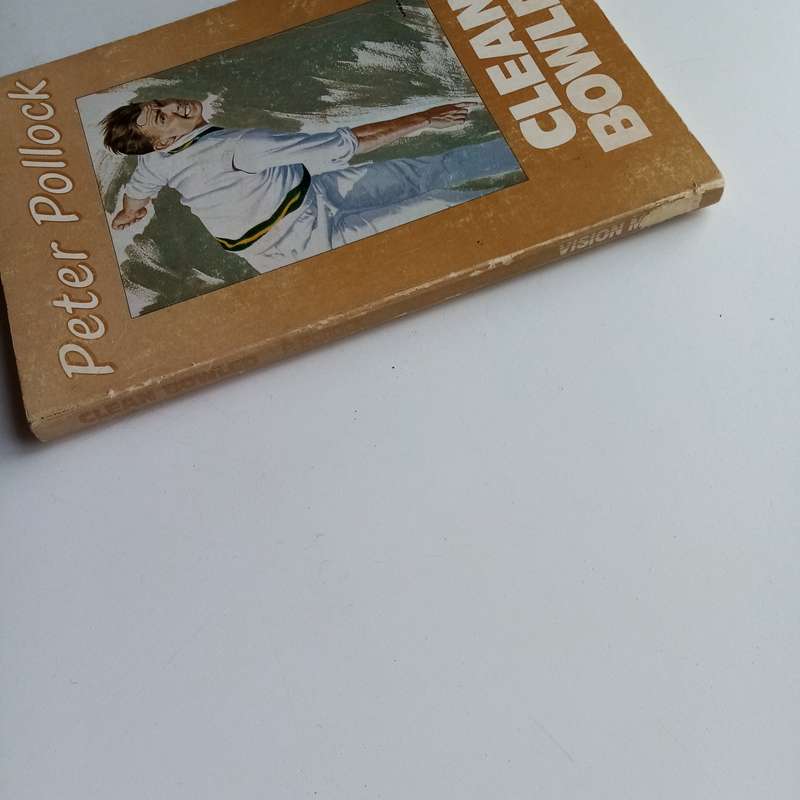 CLEAN
BOWLE
Peter Pollock
CLEAN BOWLED
VISION M